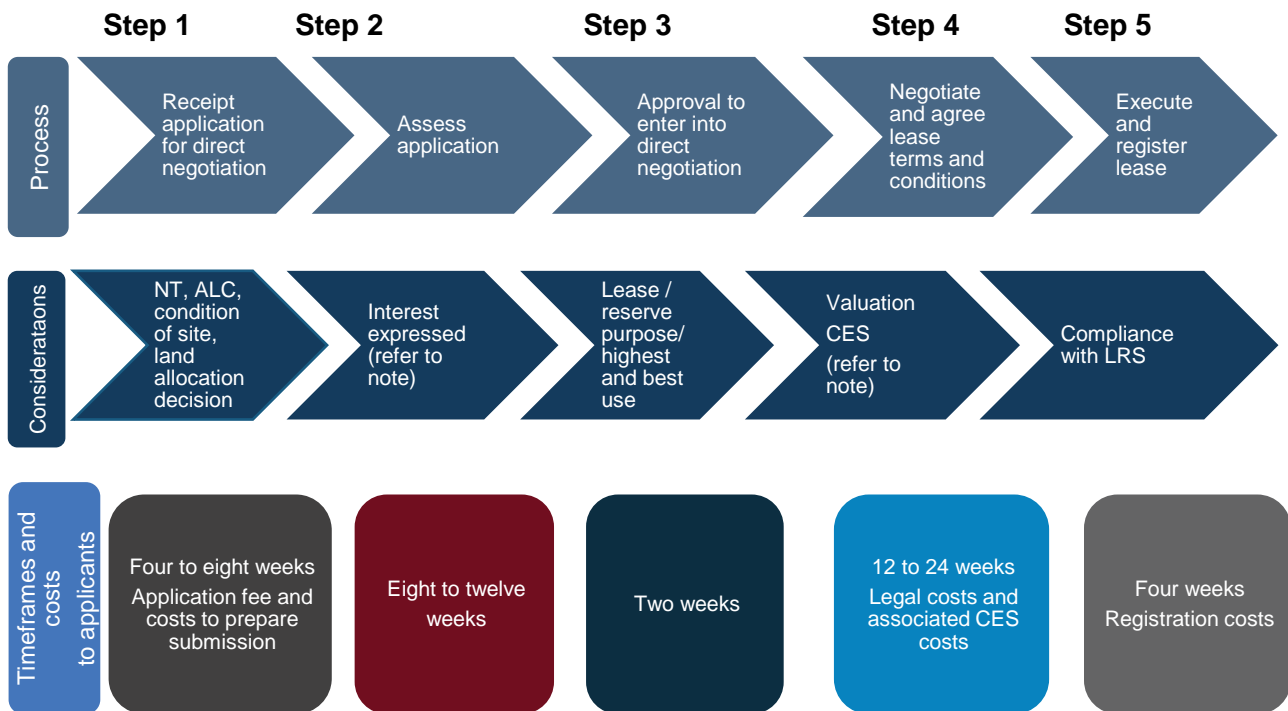 Step 1
Step 2
Step 3
Step 4
Step 5
Process
Receipt
application
for direct
negotiation
Assess
application
Approval to
enter into
direct
negotiation
Negotiate
and agree
lease
terms and
conditions
Execute
and
register
lease
Considerataons
NT, ALC,
condition
of site,
land
allocation
decision
Interest
expressed
(refer to
note)
Lease /
reserve
purpose/
highest
and best
use
Valuation
CES
(refer to
note)
Compliance
with LRS
Timeframes and
costs
to applicants
Four to eight weeks
Application fee and
costs to prepare
submission
Eight to twelve
weeks
Two weeks
12 to 24 weeks
Legal costs and
associated CES
costs
Four weeks
Registration costs